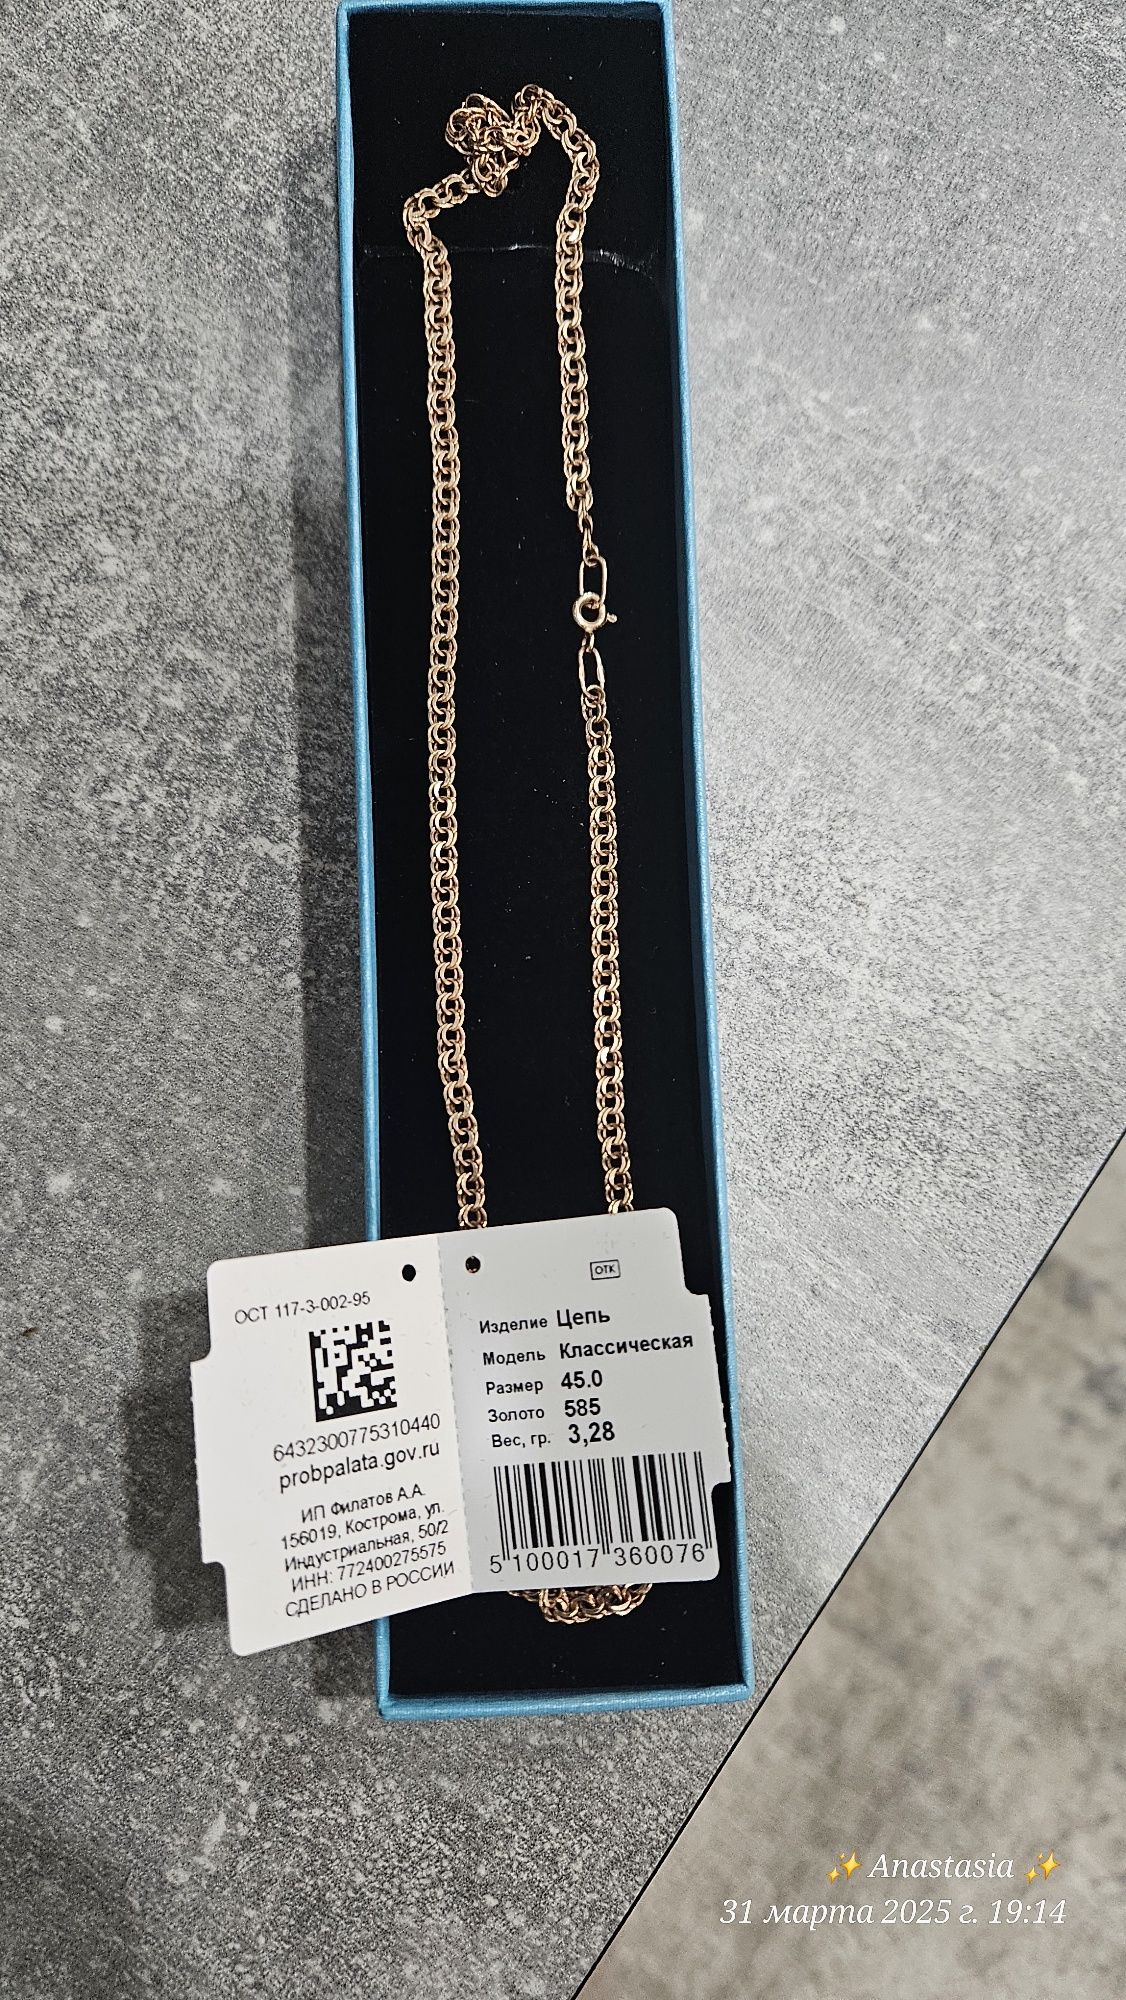 ОСТ 117-3-002-95
6432300775310440
probpalata.gov.ru
ИП Филатов А.А.
156019, Кострома, ул.
Индустриальная, 50/2
ИНН: 772400275575
СДЕЛАНО В РОССИИ
ОТК
Изделие Цепь
Модель Классическая
Размер 45.0
Золото 585
Вес, гр. 3,28
5 100017 360076
✨ Anastasia ✨
31 марта 2025 г. 19:14